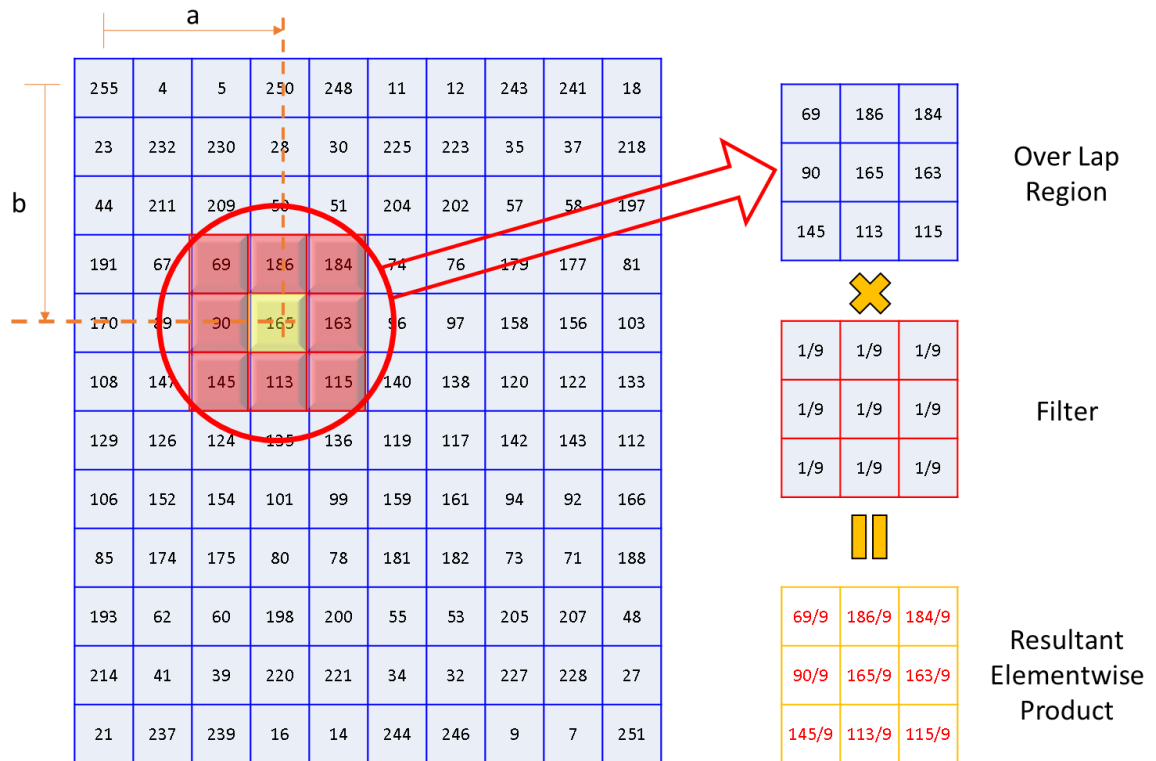 a
b
255 4 5 250 248 11 12 243 241 18
23 232 230 28 30 225 223 35 37 218
44 211 209 50 51 204 202 57 58 197
191 67 69 186 184 74 76 179 177 81
170 89 90 165 163 96 97 158 156 103
108 147 145 113 115 140 138 120 122 133
129 126 124 135 136 119 117 142 143 112
106 152 154 101 99 159 161 94 92 166
85 174 175 80 78 181 182 73 71 188
193 62 60 198 200 55 53 205 207 48
214 41 39 220 221 34 32 227 228 27
21 237 239 16 14 244 246 9 7 251
69 186 184
90 165 163
145 113 115
Over Lap
Region
1/9 1/9 1/9
1/9 1/9 1/9
1/9 1/9 1/9
Filter
69/9 186/9 184/9
90/9 165/9 163/9
145/9 113/9 115/9
Resultant
Elementwise
Product